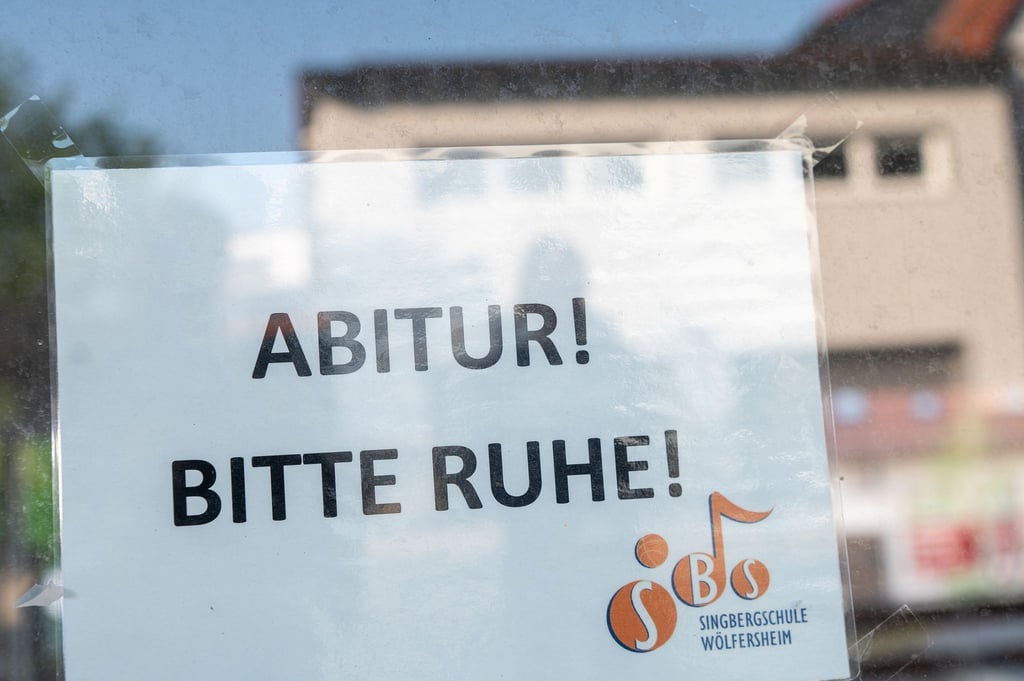 ABITUR!
BITTE RUHE!
SBS
SINGBERGSCHULE
WÖLFERSHEIM